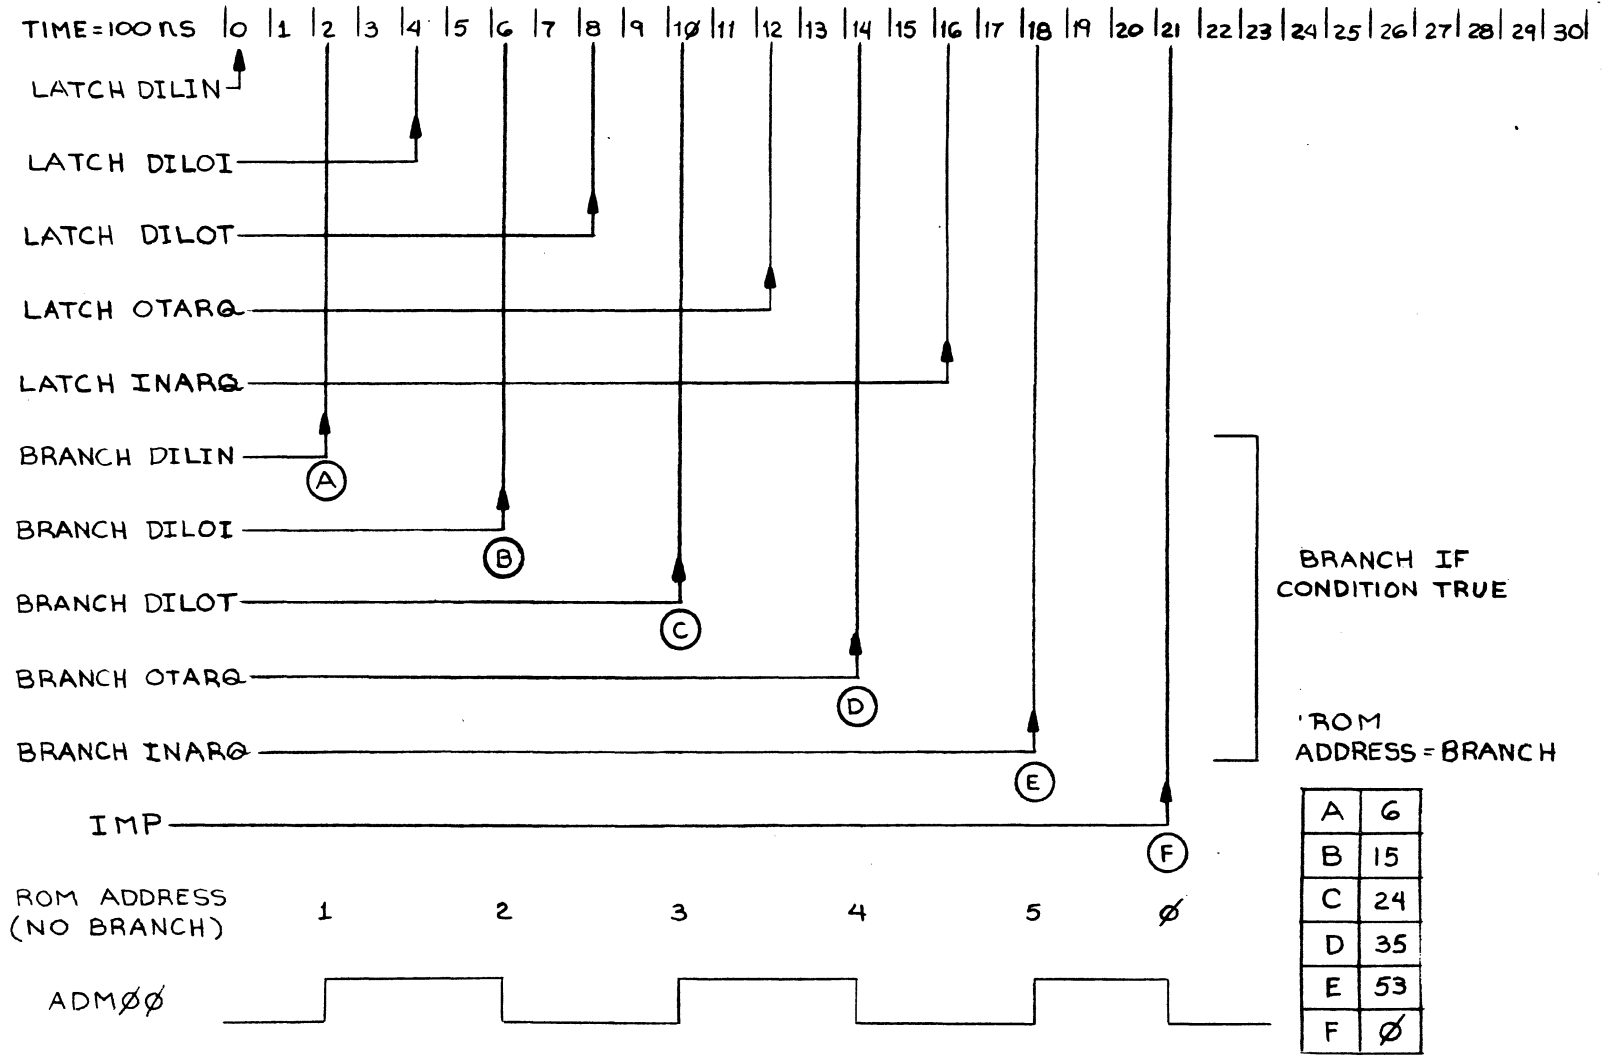 TIME=100 NS |0 |1 |2 |3 |4 |5 |6 |7 |8 |9 |1∅ |11 |12 |13 |14 |15 |16 |17 |18 |19 |20 |21 |22|23|24|25|26|27|28|29|30|
LATCH DILIN
LATCH DILOI
LATCH DILOT
LATCH OTARQ
LATCH INARQ
BRANCH DILIN
A
BRANCH DILOI
B
BRANCH DILOT
C
BRANCH OTARQ
D
BRANCH INARQ
E
BRANCH IF
CONDITION TRUE
IMP
F
ROM ADDRESS
(NO BRANCH)
1 2 3 4 5 ∅
ADM∅∅
ROM
ADDRESS=BRANCH
A 6
B 15
C 24
D 35
E 53
F ∅